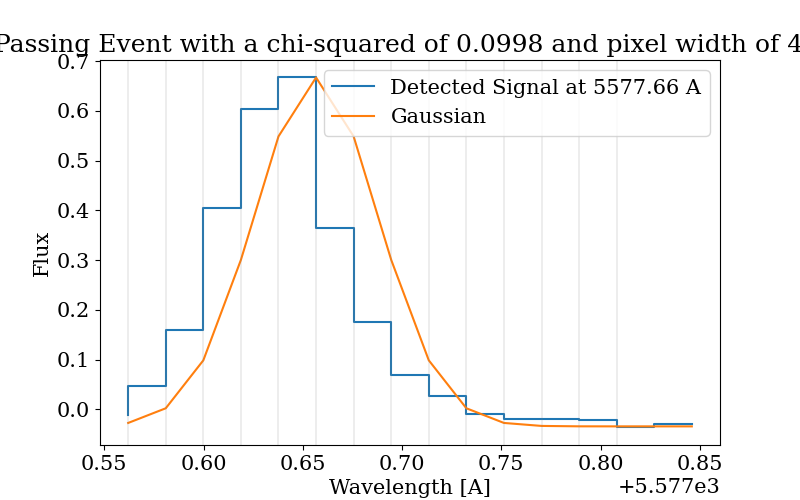 Passing Event with a chi-squared of 0.0998 and pixel width of 4
Detected Signal at 5577.66 A
Gaussian
Flux
0.7
0.6
0.5
0.4
0.3
0.2
0.1
0.0
0.55
0.60
0.65
0.70
0.75
0.80
0.85
+5.577e3
Wavelength [A]